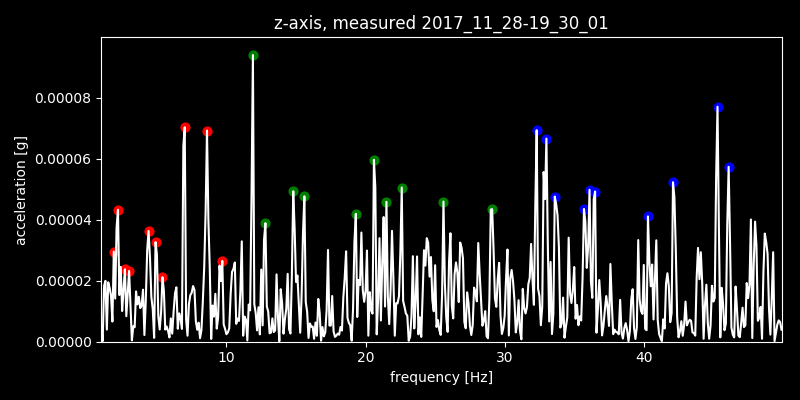 z-axis, measured 2017_11_28-19_30_01
acceleration [g]
0.00008
0.00006
0.00004
0.00002
0.00000
10 20 30 40
frequency [Hz]